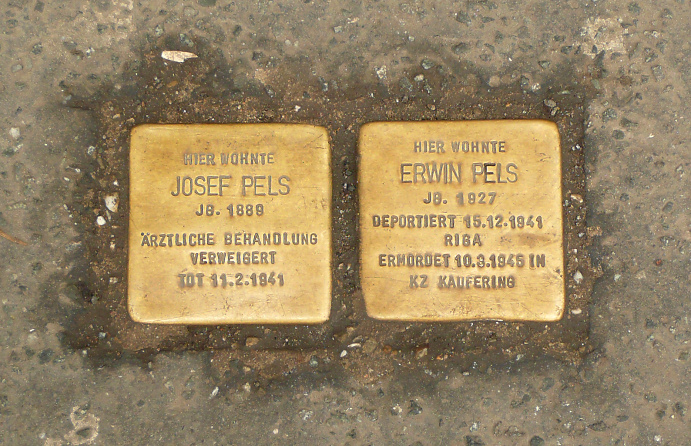 HIER WOHNTE
JOSEF PELS
JG. 1889
ÄRZTLICHE BEHANDLUNG
VERWEIGERT
TOT 11.2.1941
HIER WOHNTE
ERWIN PELS
JG. 1927
DEPORTIERT 15.12.1941
RIGA
ERMORDET 10.3.1945 IN
KZ KAUFERING